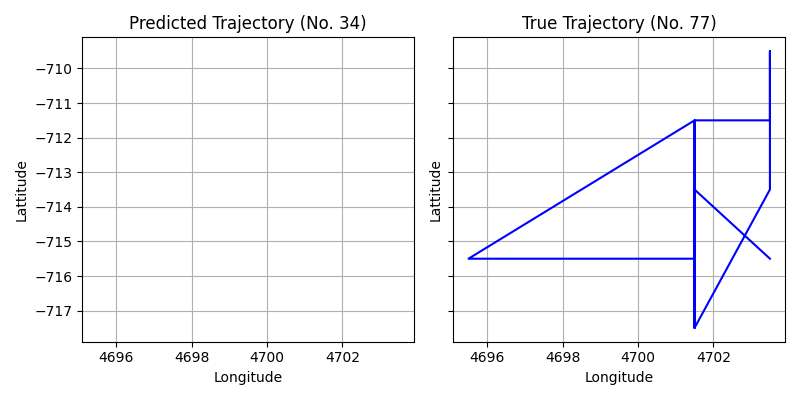 Predicted Trajectory (No. 34)
True Trajectory (No. 77)
Lattitude
−710
−711
−712
−713
−714
−715
−716
−717
4696
4698
4700
4702
Longitude
Lattitude
4696
4698
4700
4702
Longitude